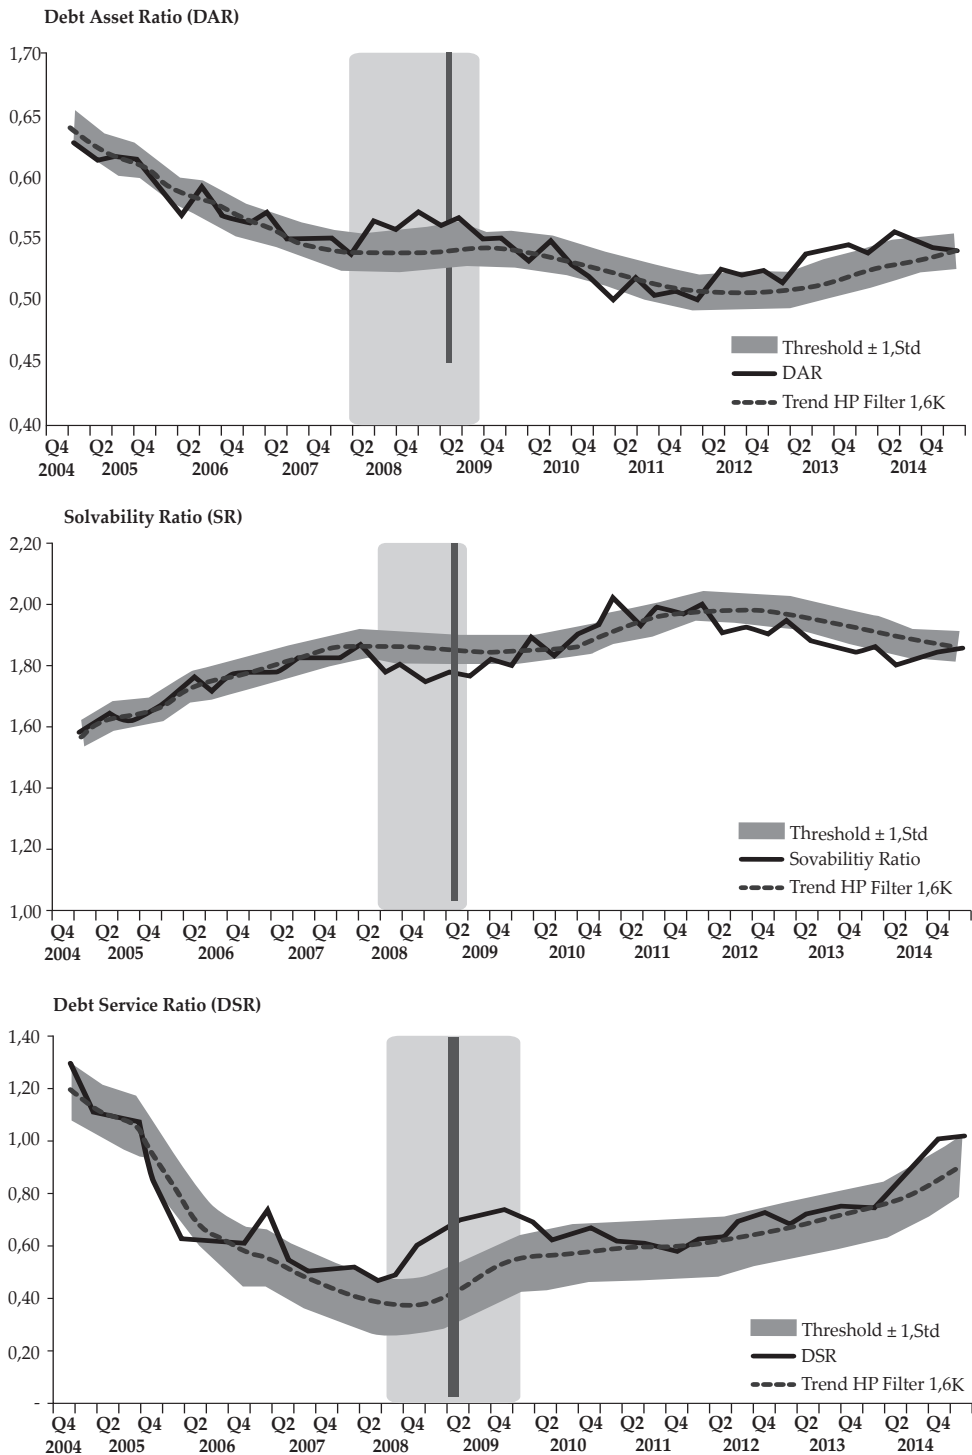 Debt Asset Ratio (DAR)
1,70
0,65
0,60
0,55
0,50
0,45
0,40
Threshold ± 1,Std
DAR
Trend HP Filter 1,6K
Q4 Q2 Q4 Q2 Q4 Q2 Q4 Q2 Q4 Q2 Q4 Q2 Q4 Q2 Q4 Q2 Q4 Q2 Q4 Q2 Q4
2004 2005 2006 2007 2008 2009 2010 2011 2012 2013 2014
Solvability Ratio (SR)
2,20
2,00
1,80
1,60
1,40
1,20
1,00
Threshold ± 1,Std
Sovabilitiy Ratio
Trend HP Filter 1,6K
Q4 Q2 Q4 Q2 Q4 Q2 Q4 Q2 Q4 Q2 Q4 Q2 Q4 Q2 Q4 Q2 Q4 Q2 Q4 Q2 Q4
2004 2005 2006 2007 2008 2009 2010 2011 2012 2013 2014
Debt Service Ratio (DSR)
1,40
1,20
1,00
0,80
0,60
0,40
0,20
-
Threshold ± 1,Std
DSR
Trend HP Filter 1,6K
Q4 Q2 Q4 Q2 Q4 Q2 Q4 Q2 Q4 Q2 Q4 Q2 Q4 Q2 Q4 Q2 Q4 Q2 Q4 Q2 Q4
2004 2005 2006 2007 2008 2009 2010 2011 2012 2013 2014